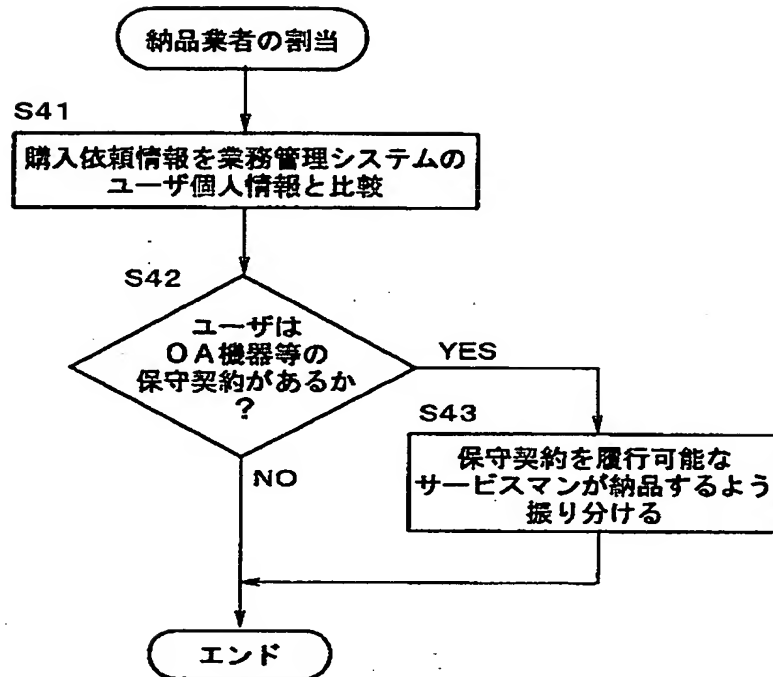 納品業者の割当
S41
購入依頼情報を業務管理システムの
ユーザ個人情報と比較
S42
ユーザは
OA機器等の
保守契約があるか
?
YES
S43
保守契約を履行可能な
サービスマンが納品するよう
振り分ける
NO
エンド